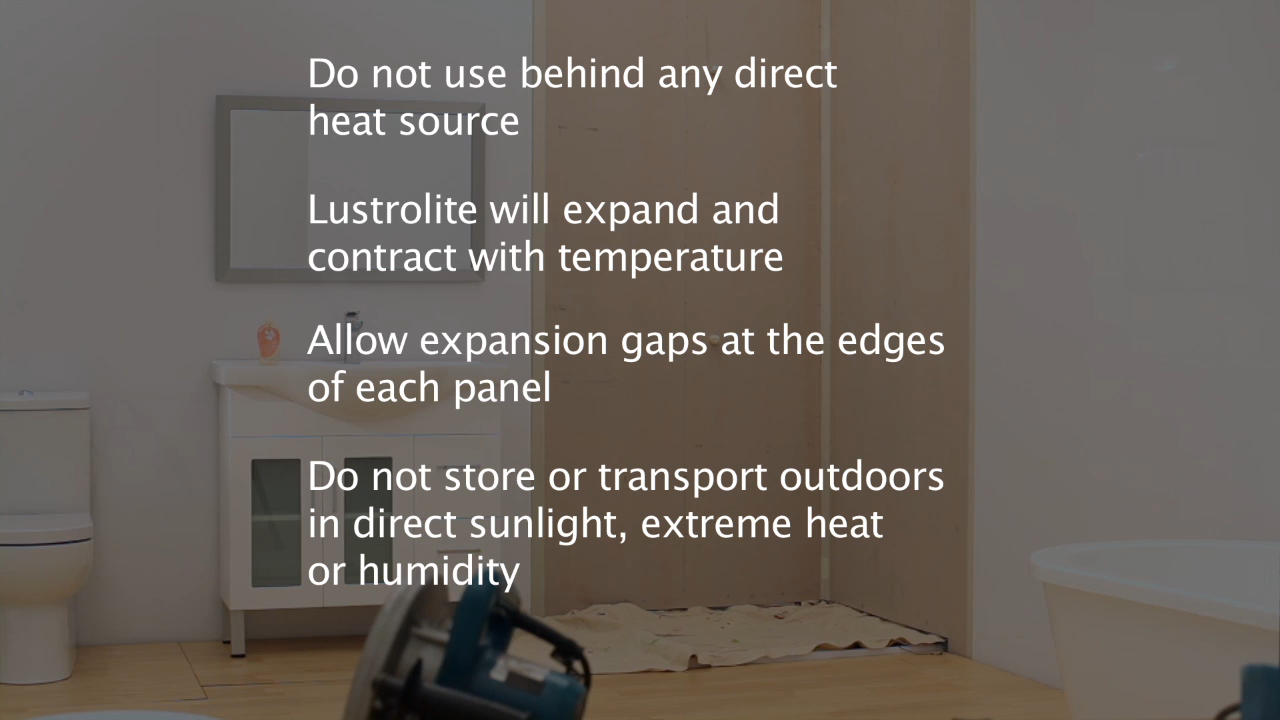 Do not use behind any direct
heat source
Lustrolite will expand and
contract with temperature
Allow expansion gaps at the edges
of each panel
Do not store or transport outdoors
in direct sunlight, extreme heat
or humidity